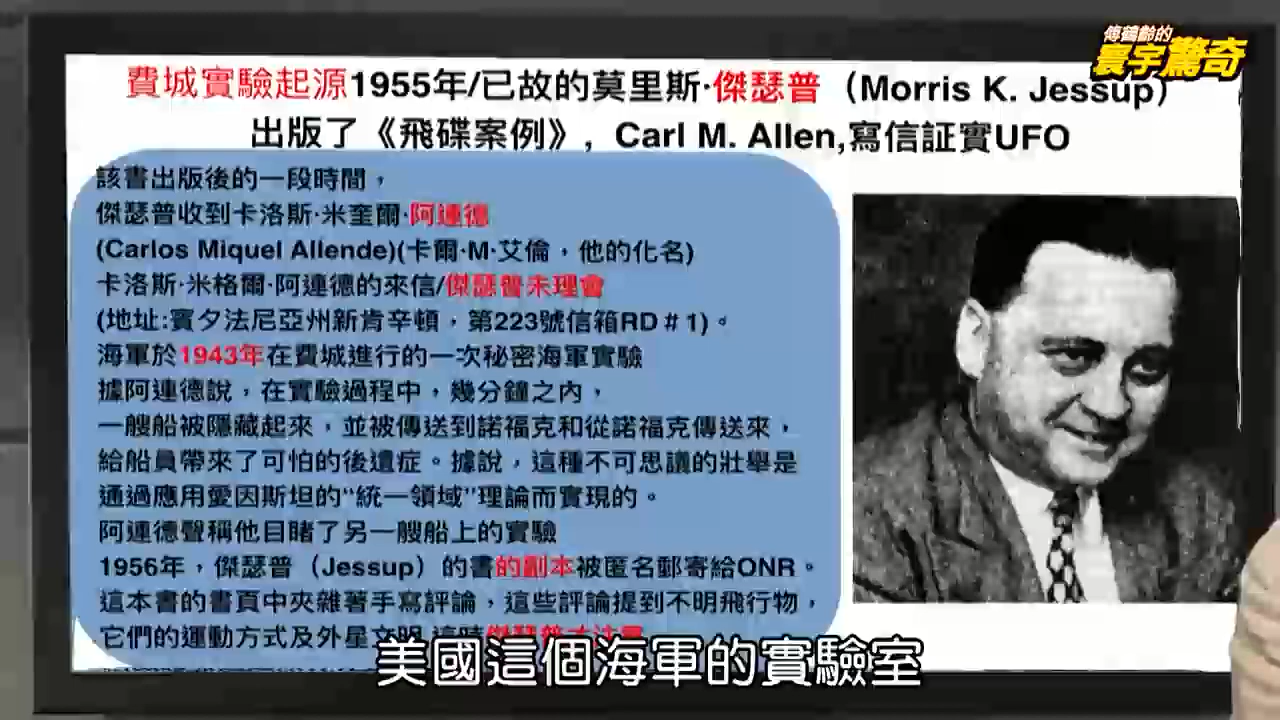 傅鶴齡的
寰宇驚奇
費城實驗起源1955年/已故的莫里斯·傑瑟普（Morris K. Jessup）
出版了《飛碟案例》，Carl M. Allen,寫信証實UFO
該書出版後的一段時間，
傑瑟普收到卡洛斯·米奎爾·阿連德
(Carlos Miquel Allende)(卡爾·M·艾倫，他的化名)
卡洛斯·米格爾·阿連德的來信/傑瑟普未理會
(地址:賓夕法尼亞州新肯辛頓，第223號信箱RD＃1)。
海軍於1943年在費城進行的一次秘密海軍實驗
據阿連德說，在實驗過程中，幾分鐘之內，
一艘船被隱藏起來，並被傳送到諾福克和從諾福克傳送來，
給船員帶來了可怕的後遺症。據說，這種不可思議的壯舉是
通過應用愛因斯坦的“統一領域”理論而實現的。
阿連德聲稱他目睹了另一艘船上的實驗
1956年，傑瑟普（Jessup）的書的副本被匿名郵寄給ONR。
這本書的書頁中夾雜著手寫評論，這些評論提到不明飛行物，
它們的運動方式及外星文明
美國這個海軍的實驗室